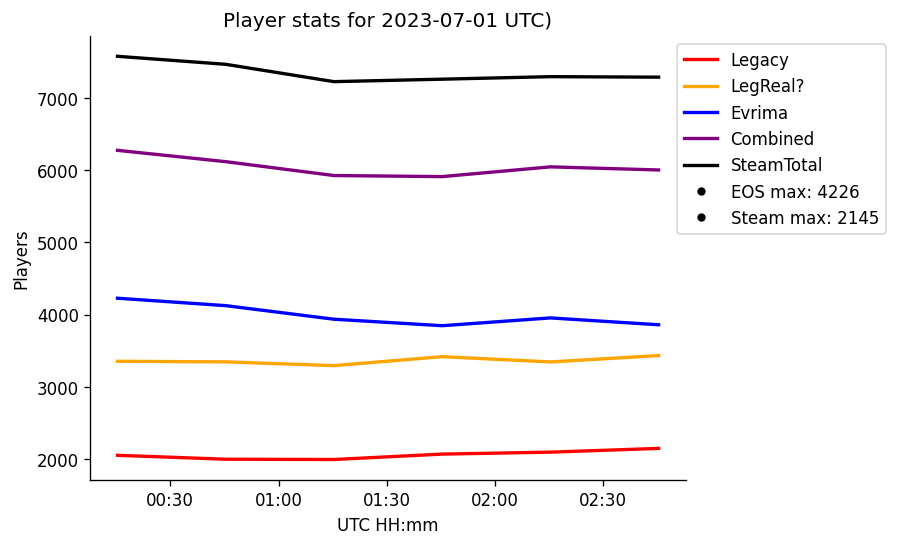 Player stats for 2023-07-01 UTC)
Legacy
LegReal?
Evrima
Combined
SteamTotal
EOS max: 4226
Steam max: 2145
Players
7000
6000
5000
4000
3000
2000
00:30
01:00
01:30
02:00
02:30
UTC HH:mm